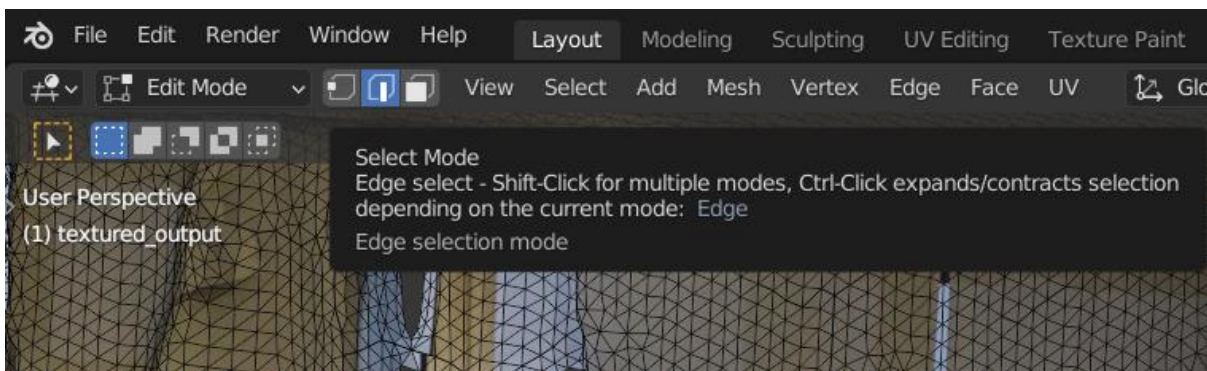 File Edit Render Window Help Layout Modeling Sculpting UV Editing Texture Paint
Edit Mode View Select Add Mesh Vertex Edge Face UV Glo
Select Mode
Edge select - Shift-Click for multiple modes, Ctrl-Click expands/contracts selection
depending on the current mode: Edge
Edge selection mode
User Perspective
(1) textured_output